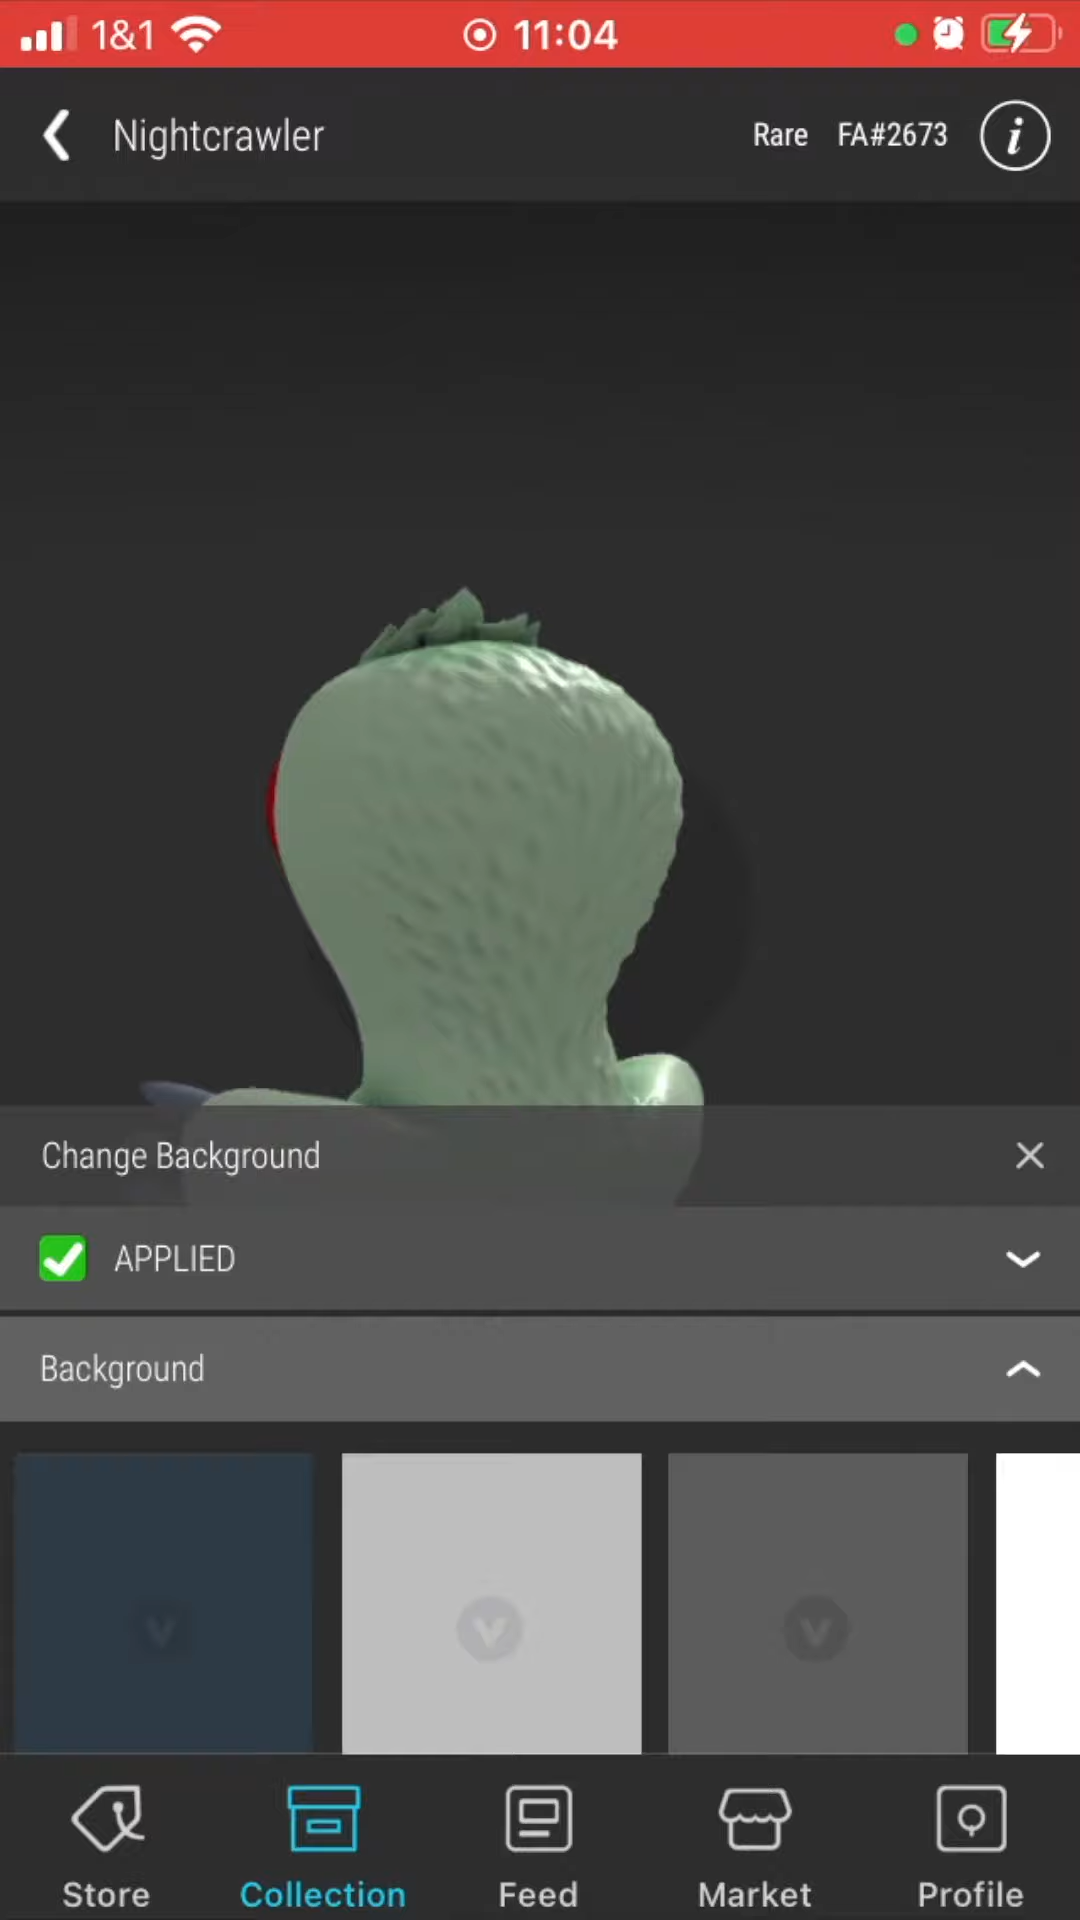 1&1 11:04
Nightcrawler Rare FA#2673 i
Change Background
APPLIED
Background
Store Collection Feed Market Profile